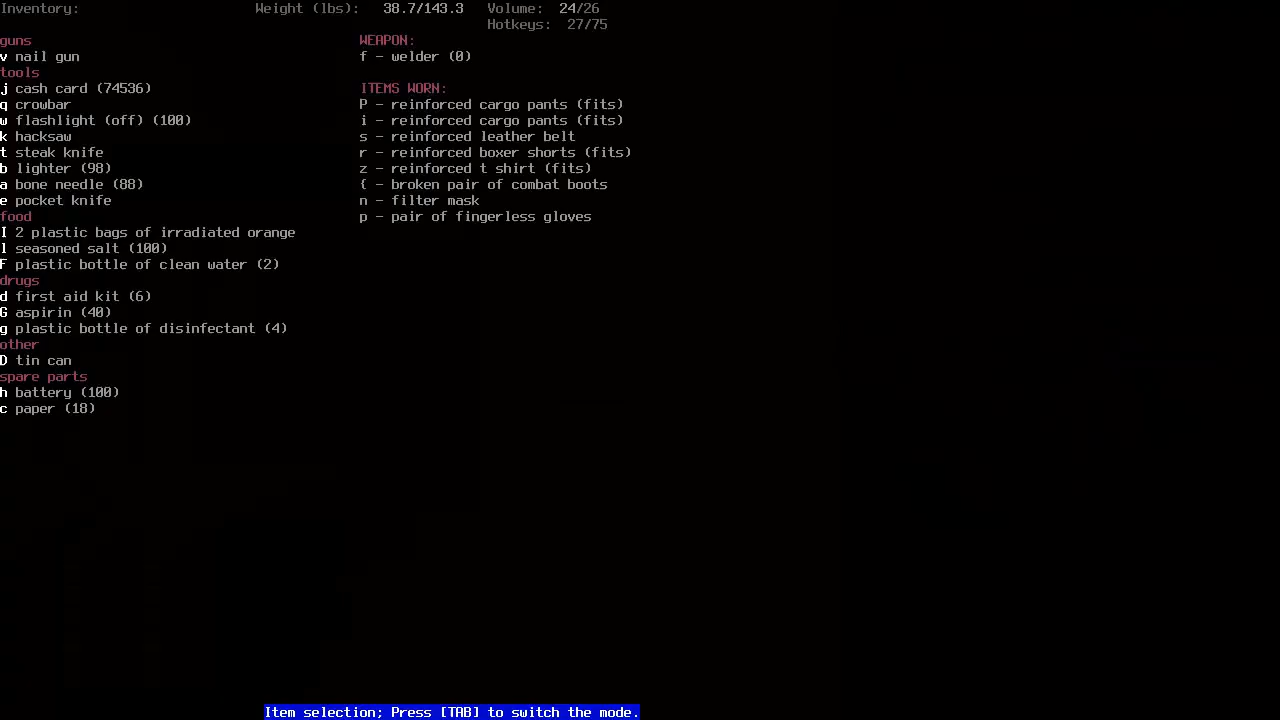 Inventory: Weight (lbs): 38.7/143.3 Volume: 24/26
Hotkeys: 27/75
guns
v nail gun
tools
j cash card (74536)
q crowbar
w flashlight (off) (100)
k hacksaw
t steak knife
b lighter (98)
a bone needle (88)
e pocket knife
food
I 2 plastic bags of irradiated orange
l seasoned salt (100)
F plastic bottle of clean water (2)
drugs
d first aid kit (6)
G aspirin (40)
g plastic bottle of disinfectant (4)
other
D tin can
spare parts
h battery (100)
c paper (18)
WEAPON:
f - welder (0)
ITEMS WORN:
P - reinforced cargo pants (fits)
i - reinforced cargo pants (fits)
s - reinforced leather belt
r - reinforced boxer shorts (fits)
z - reinforced t shirt (fits)
{ - broken pair of combat boots
n - filter mask
p - pair of fingerless gloves
Item selection; Press [TAB] to switch the mode.